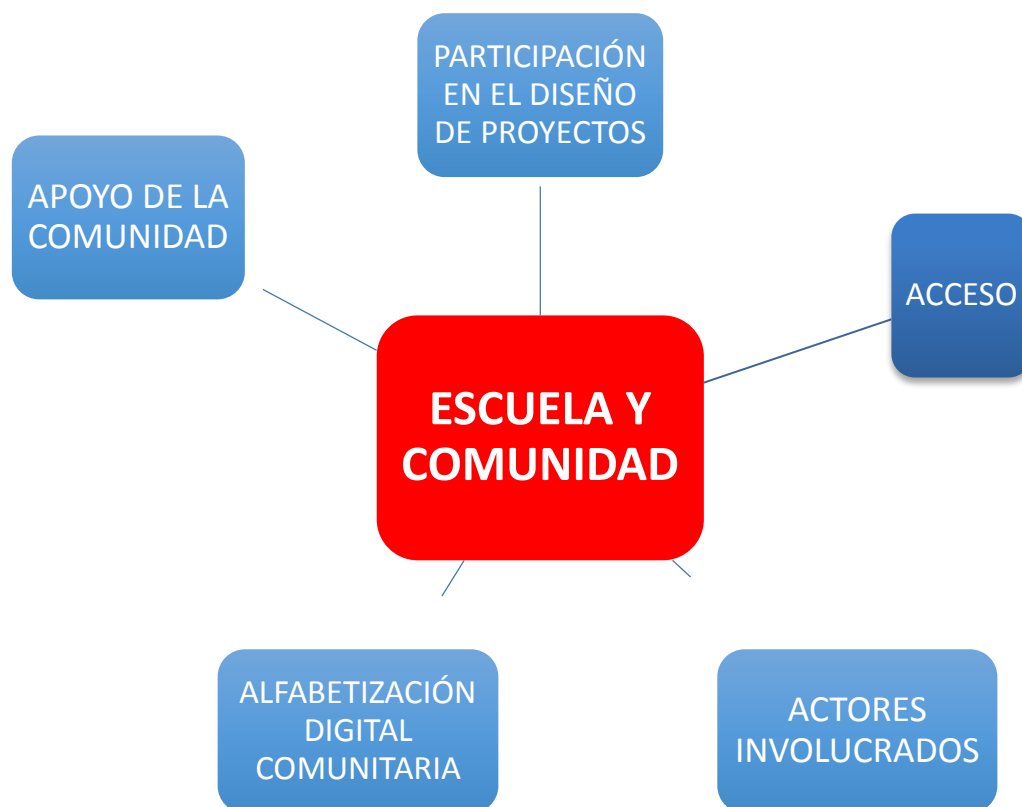 PARTICIPACIÓN
EN EL DISEÑO
DE PROYECTOS
APOYO DE LA
COMUNIDAD
ACCESO
ESCUELA Y
COMUNIDAD
ALFABETIZACIÓN
DIGITAL
COMUNITARIA
ACTORES
INVOLUCRADOS